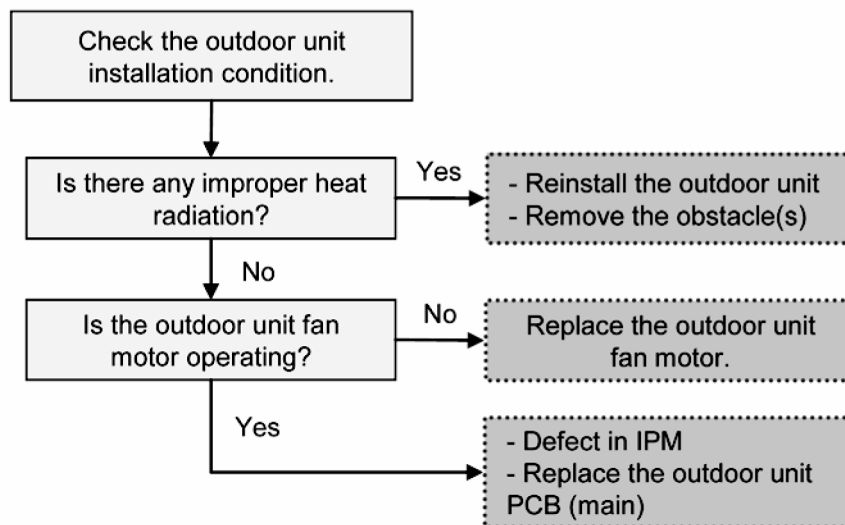 Check the outdoor unit
installation condition.
Is there any improper heat
radiation?
Yes
- Reinstall the outdoor unit
- Remove the obstacle(s)
No
Is the outdoor unit fan
motor operating?
No
Replace the outdoor unit
fan motor.
Yes
- Defect in IPM
- Replace the outdoor unit
PCB (main)